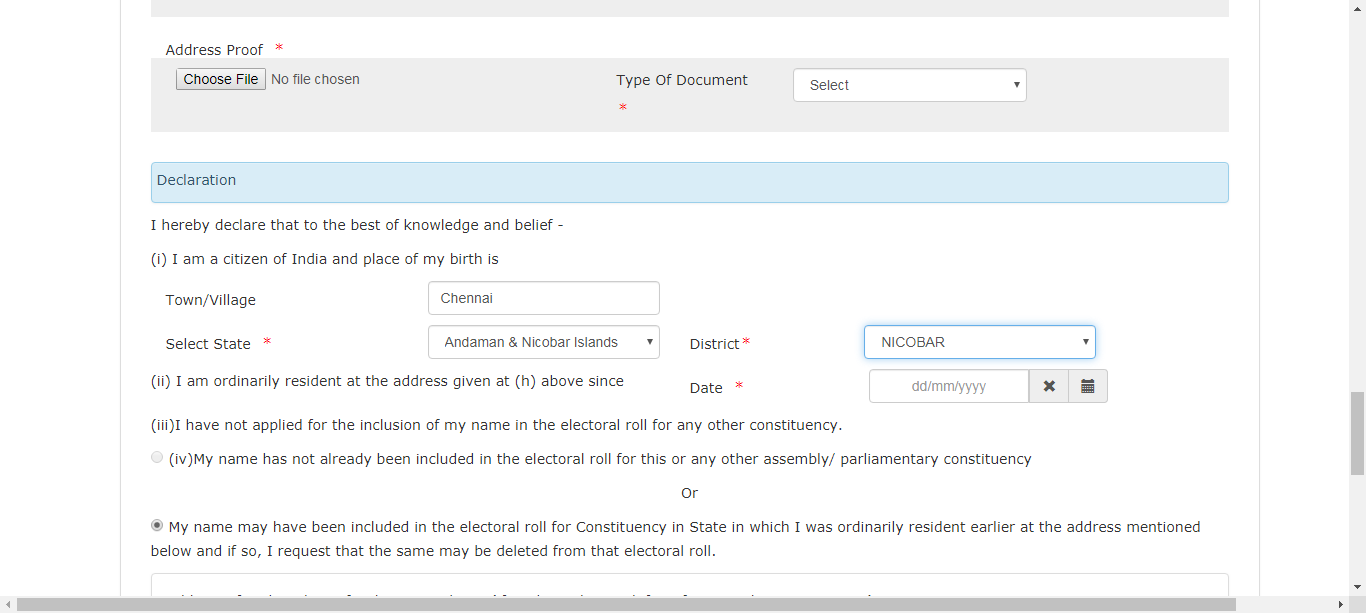 Address Proof *
Choose File No file chosen Type Of Document Select
*
Declaration
I hereby declare that to the best of knowledge and belief -
(i) I am a citizen of India and place of my birth is
Town/Village Chennai
Select State * Andaman & Nicobar Islands District* NICOBAR
(ii) I am ordinarily resident at the address given at (h) above since Date * dd/mm/yyyy
(iii)I have not applied for the inclusion of my name in the electoral roll for any other constituency.
(iv)My name has not already been included in the electoral roll for this or any other assembly/ parliamentary constituency
Or
My name may have been included in the electoral roll for Constituency in State in which I was ordinarily resident earlier at the address mentioned
below and if so, I request that the same may be deleted from that electoral roll.